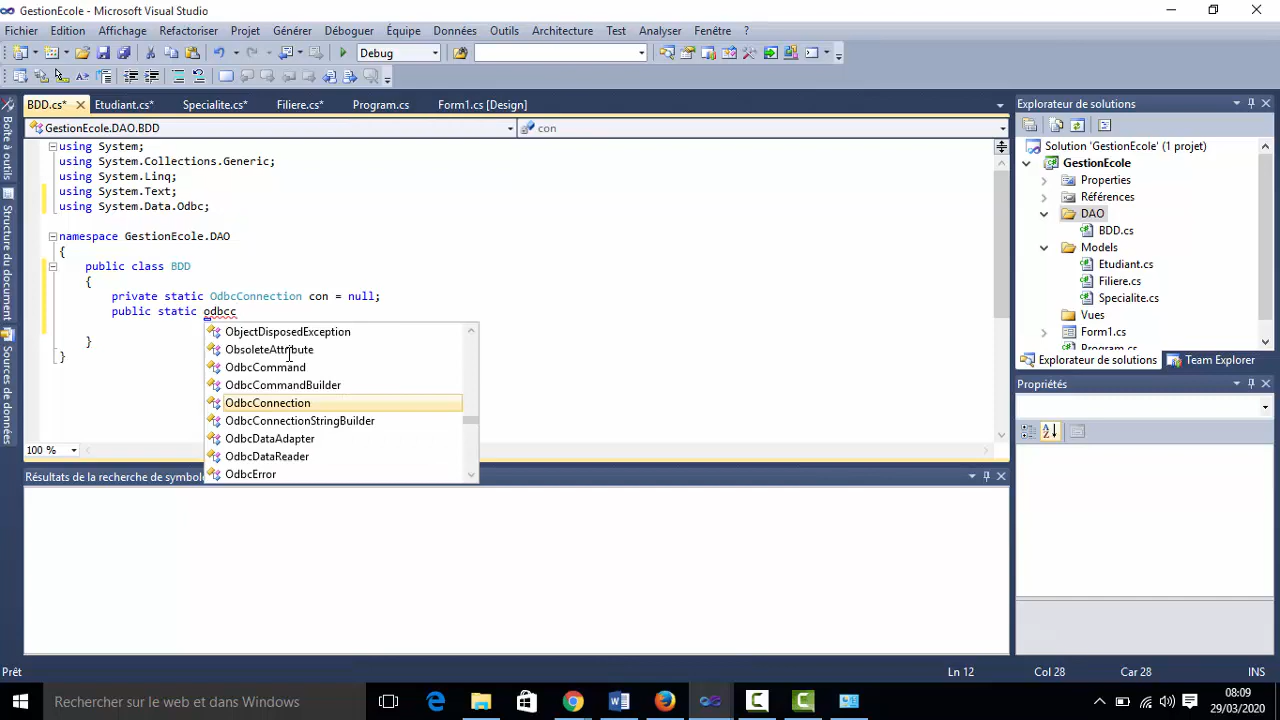 GestionEcole - Microsoft Visual Studio
Fichier Edition Affichage Refactoriser Projet Générer Déboguer Équipe Données Outils Architecture Test Analyser Fenêtre ?
Debug
BDD.cs* Etudiant.cs* Specialite.cs* Filiere.cs* Program.cs Form1.cs [Design]
GestionEcole.DAO.BDD con
using System;
using System.Collections.Generic;
using System.Linq;
using System.Text;
using System.Data.Odbc;
namespace GestionEcole.DAO
{
public class BDD
{
private static OdbcConnection con = null;
public static odbcc
}
}
ObjectDisposedException
ObsoleteAttribute
OdbcCommand
OdbcCommandBuilder
OdbcConnection
OdbcConnectionStringBuilder
OdbcDataAdapter
OdbcDataReader
OdbcError
100 %
Résultats de la recherche de symbole
Boîte à outils
Structure du document
Sources de données
Explorateur de solutions
Solution 'GestionEcole' (1 projet)
GestionEcole
Properties
Références
DAO
BDD.cs
Models
Etudiant.cs
Filiere.cs
Specialite.cs
Vues
Form1.cs
Program.cs
Explorateur de solutions Team Explorer
Propriétés
Prêt Ln 12 Col 28 Car 28 INS
Rechercher sur le web et dans Windows
08:09
29/03/2020